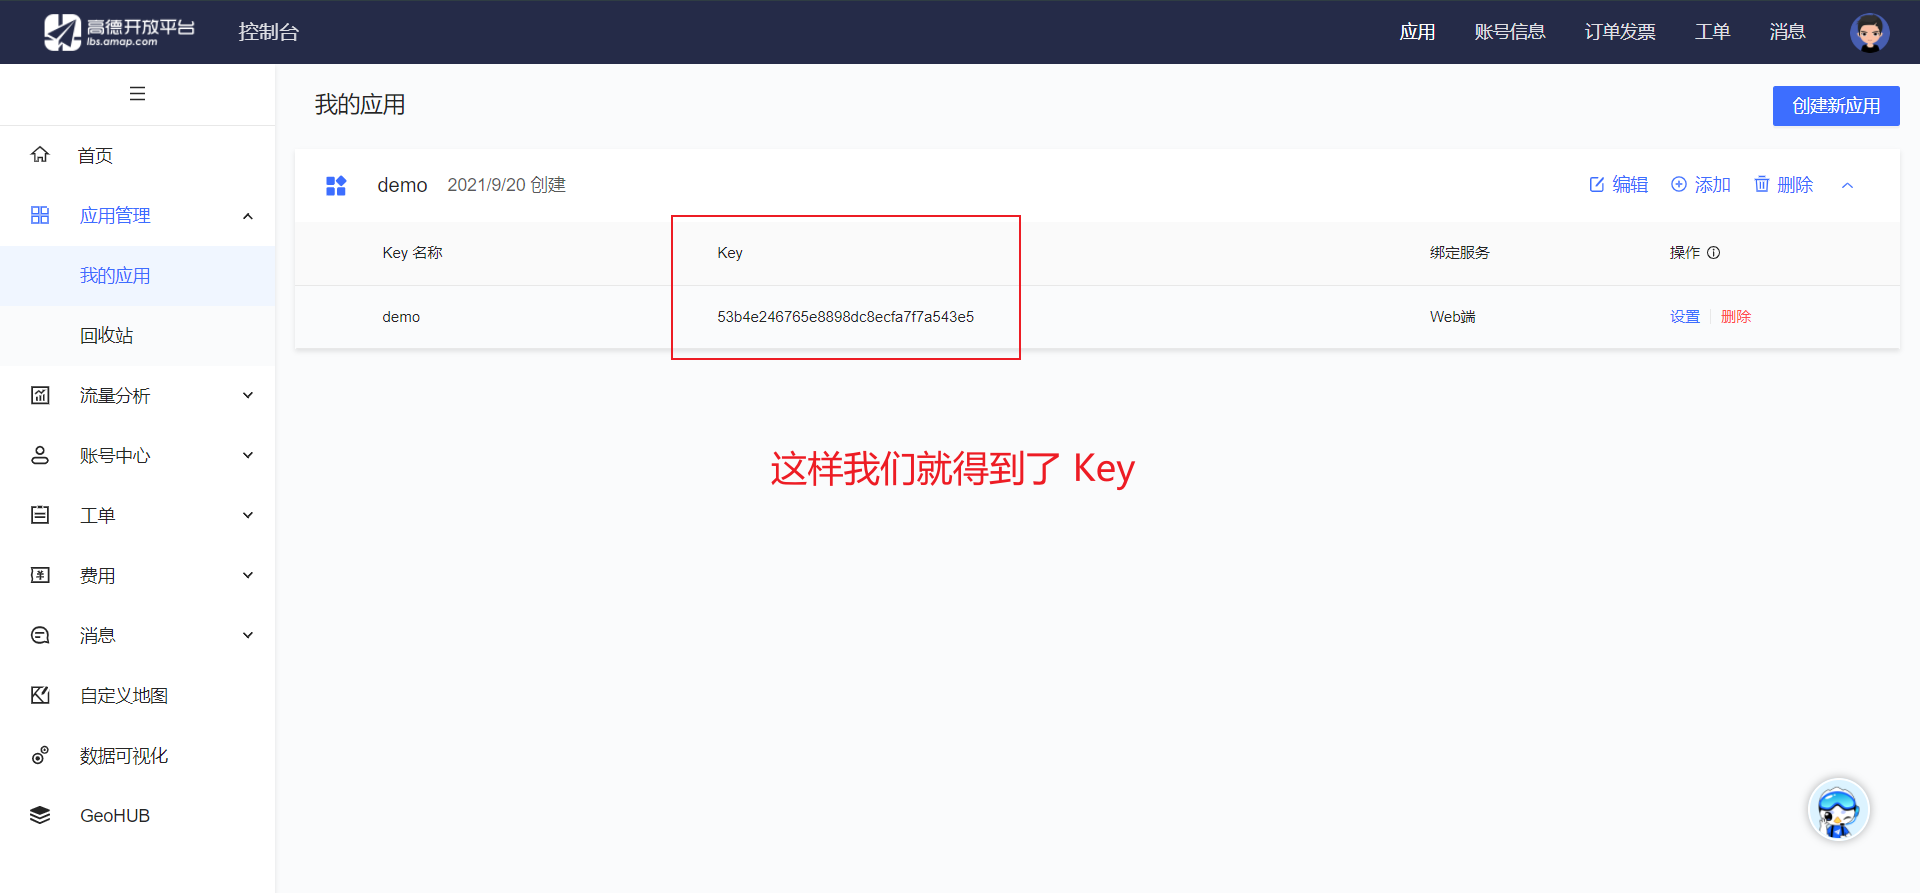 高德开放平台
lbs.amap.com
控制台
应用 账号信息 订单发票 工单 消息
首页
应用管理
我的应用
回收站
流量分析
账号中心
工单
费用
消息
自定义地图
数据可视化
GeoHUB
我的应用
创建新应用
demo 2021/9/20 创建
编辑 添加 删除
Key 名称 Key 绑定服务 操作
demo 53b4e246765e8898dc8ecfa7f7a543e5 Web端 设置 删除
这样我们就得到了 Key